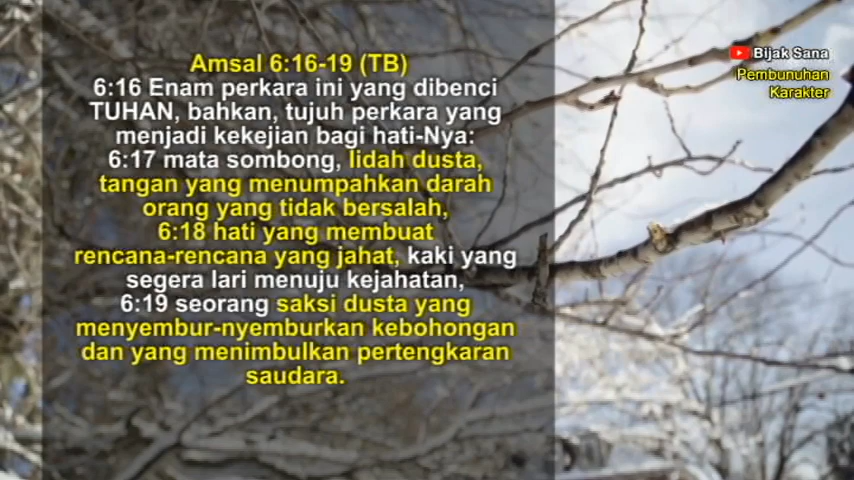 Amsal 6:16-19 (TB)
6:16 Enam perkara ini yang dibenci
TUHAN, bahkan, tujuh perkara yang
menjadi kekejian bagi hati-Nya:
6:17 mata sombong, lidah dusta,
tangan yang menumpahkan darah
orang yang tidak bersalah,
6:18 hati yang membuat
rencana-rencana yang jahat, kaki yang
segera lari menuju kejahatan,
6:19 seorang saksi dusta yang
menyembur-nyemburkan kebohongan
dan yang menimbulkan pertengkaran
saudara.
Bijak Sana
Pembunuhan
Karakter